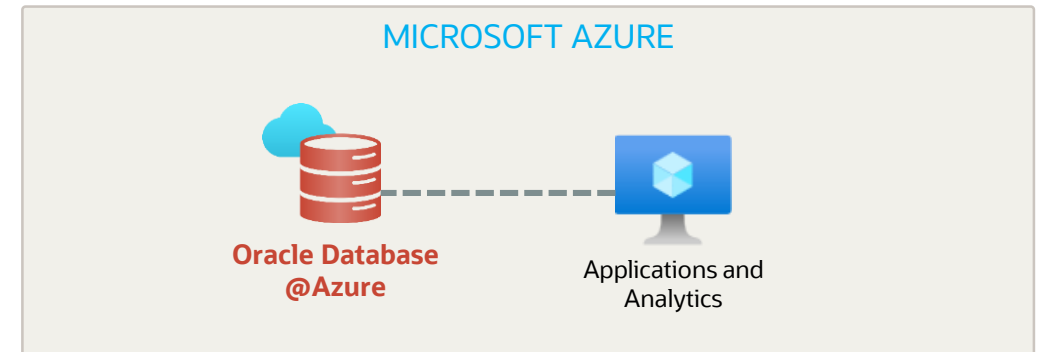 MICROSOFT AZURE
Oracle Database
@Azure
Applications and
Analytics